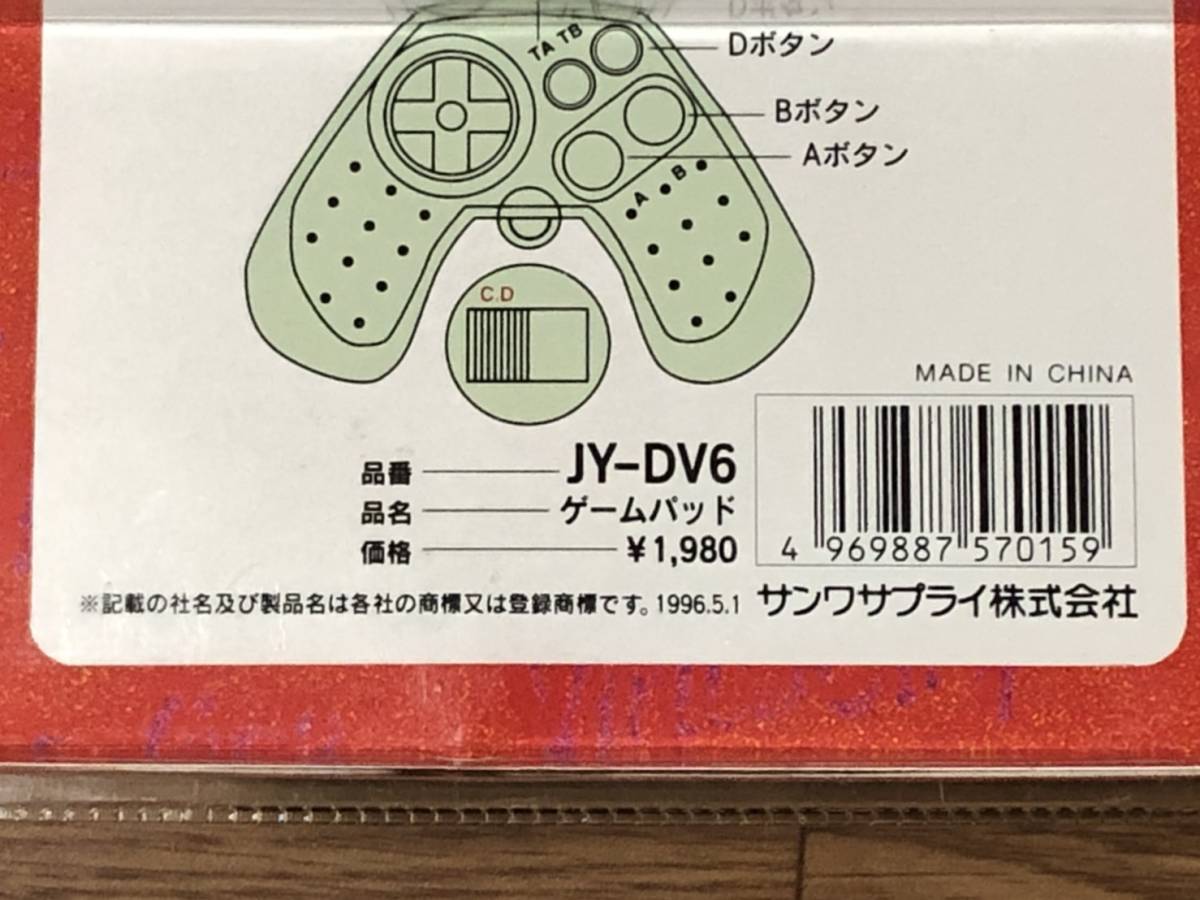 TA TB
Dボタン
Bボタン
Aボタン
A B
C.D
MADE IN CHINA
品番 JY-DV6
品名 ゲームパッド
価格 ¥1,980
4 969887 570159
※記載の社名及び製品名は各社の商標又は登録商標です。1996.5.1
サンワサプライ株式会社